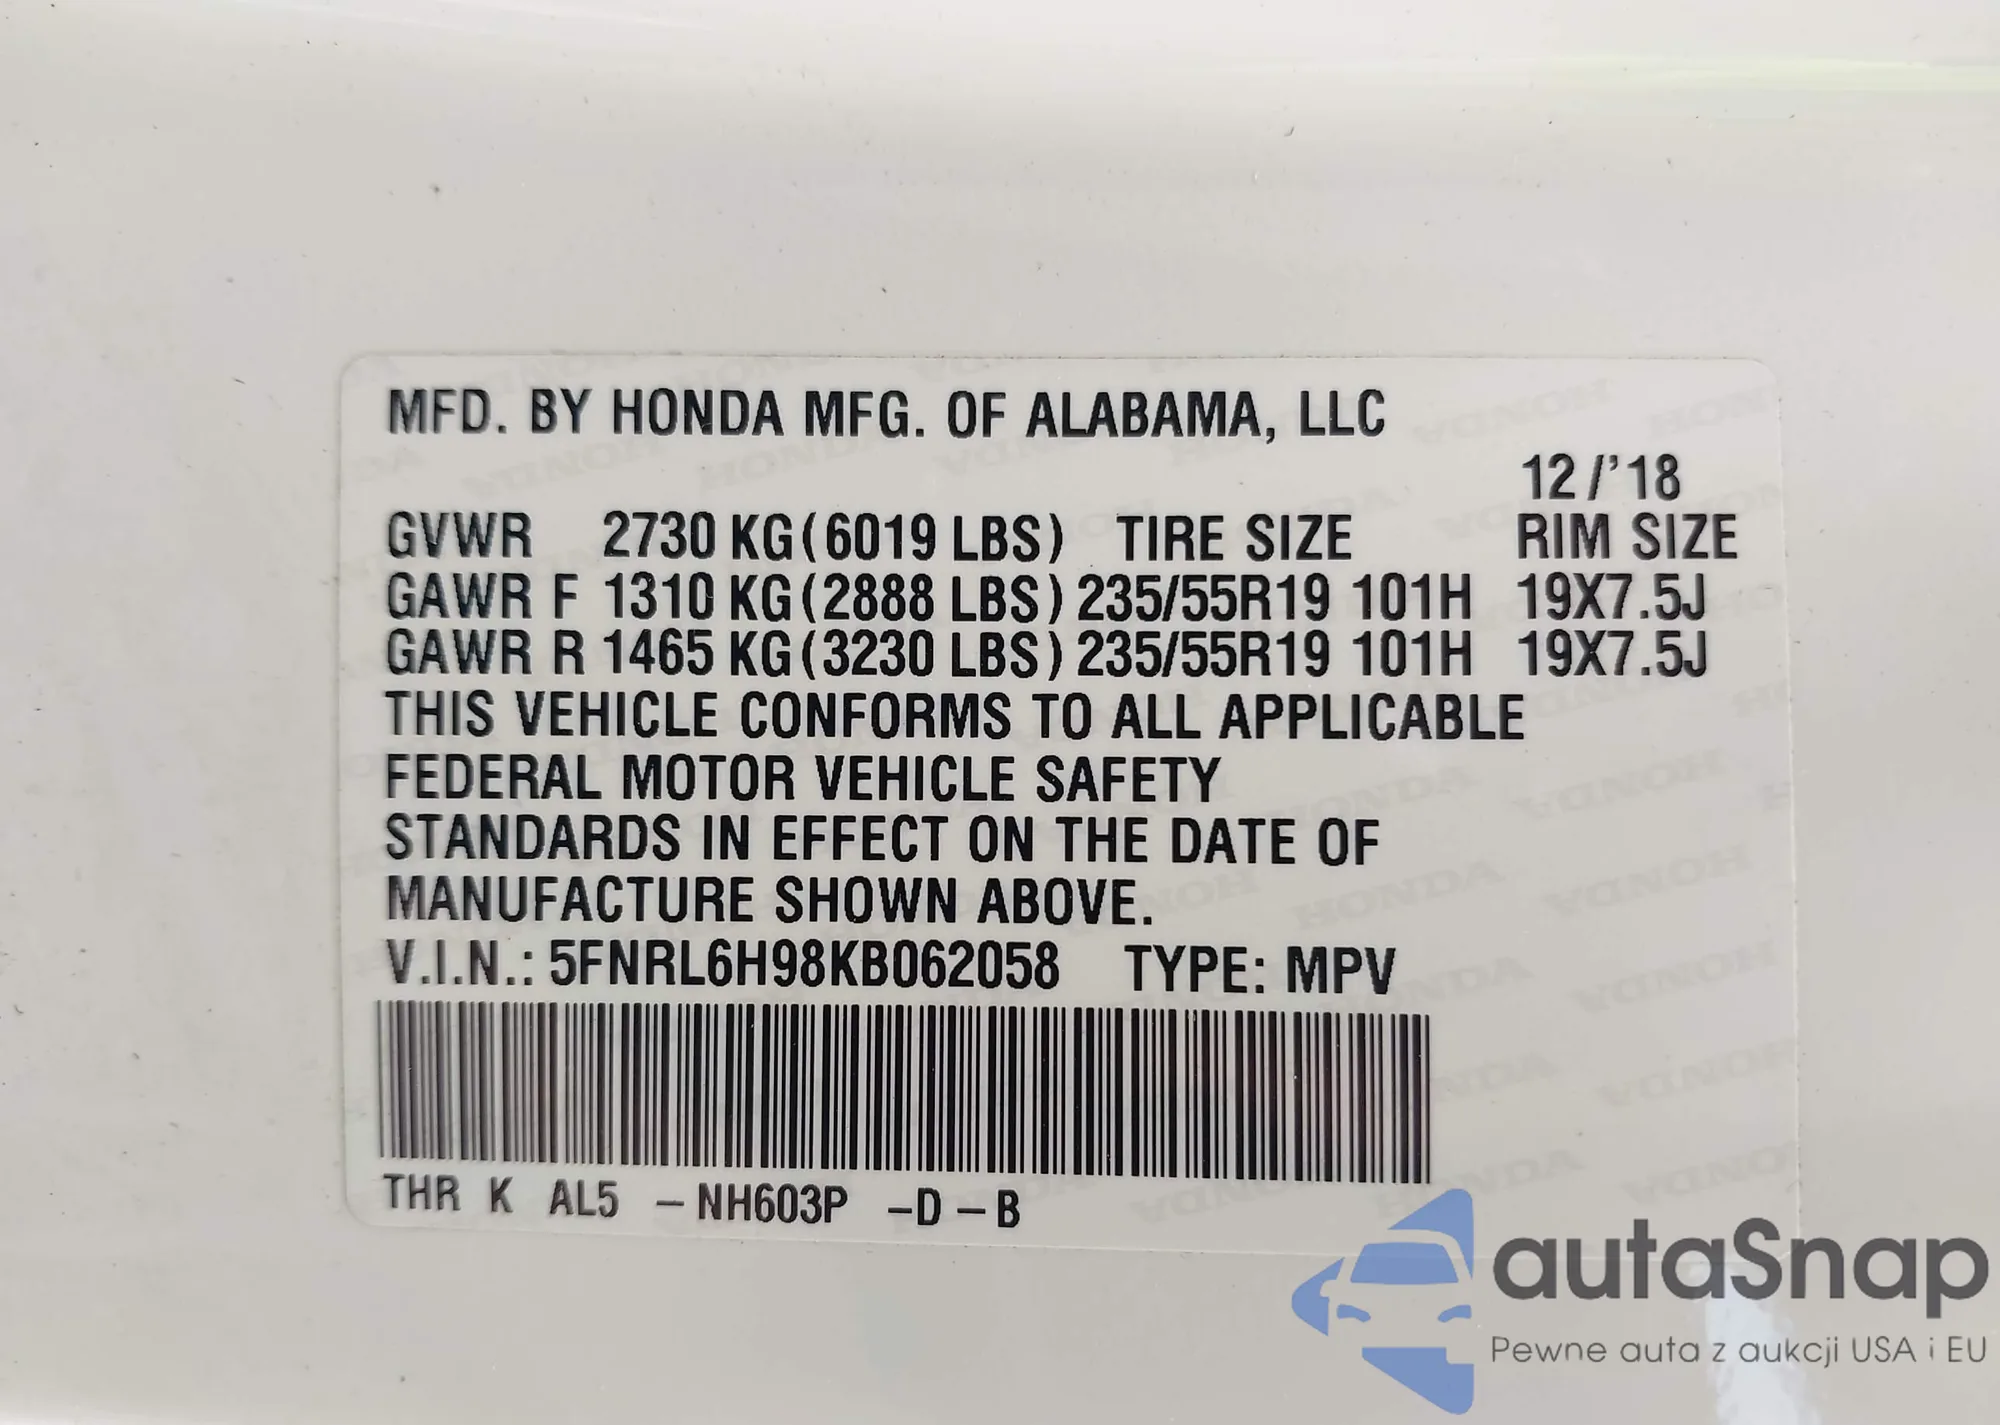 MFD. BY HONDA MFG. OF ALABAMA, LLC
12/'18
GVWR 2730 KG(6019 LBS) TIRE SIZE RIM SIZE
GAWR F 1310 KG(2888 LBS) 235/55R19 101H 19X7.5J
GAWR R 1465 KG(3230 LBS) 235/55R19 101H 19X7.5J
THIS VEHICLE CONFORMS TO ALL APPLICABLE
FEDERAL MOTOR VEHICLE SAFETY
STANDARDS IN EFFECT ON THE DATE OF
MANUFACTURE SHOWN ABOVE.
V.I.N.: 5FNRL6H98KB062058 TYPE: MPV
THR K AL5 -NH603P -D-B
autaSnap
Pewne auta z aukcji USA i EU